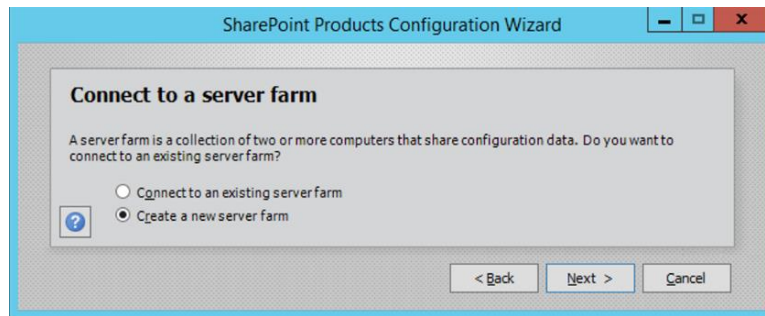 SharePoint Products Configuration Wizard
Connect to a server farm
A server farm is a collection of two or more computers that share configuration data. Do you want to
connect to an existing server farm?
Connect to an existing server farm
Create a new server farm
< Back Next > Cancel